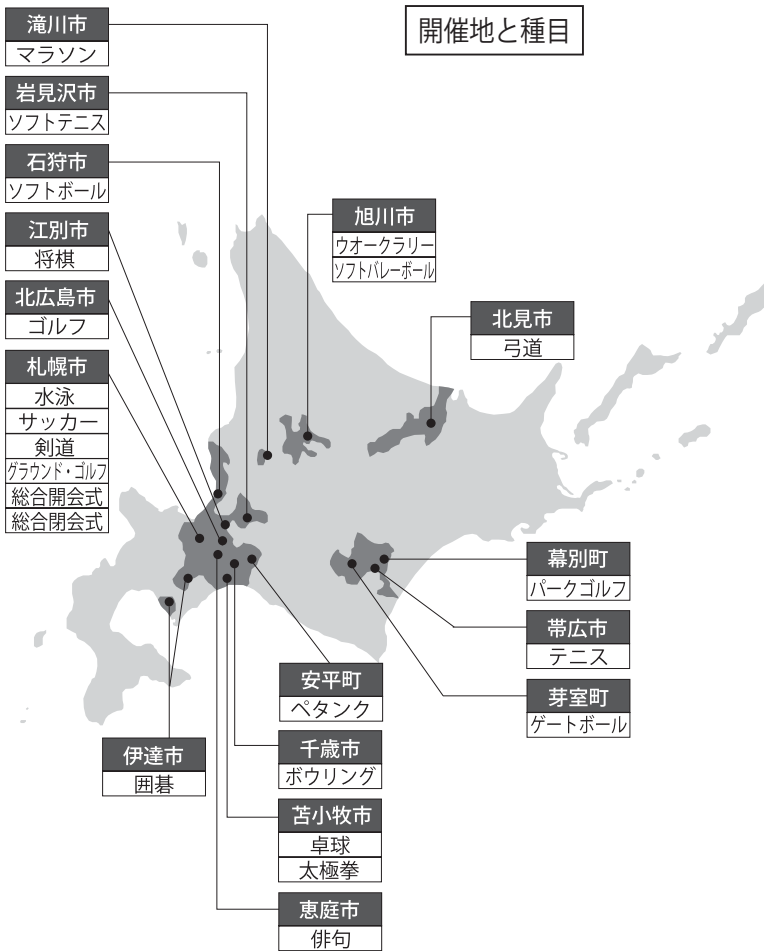 開催地と種目
滝川市
マラソン
岩見沢市
ソフトテニス
石狩市
ソフトボール
江別市
将棋
北広島市
ゴルフ
札幌市
水泳
サッカー
剣道
グラウンド・ゴルフ
総合開会式
総合閉会式
旭川市
ウオークラリー
ソフトバレーボール
北見市
弓道
幕別町
パークゴルフ
帯広市
テニス
芽室町
ゲートボール
安平町
ペタンク
千歳市
ボウリング
苫小牧市
卓球
太極拳
恵庭市
俳句
伊達市
囲碁